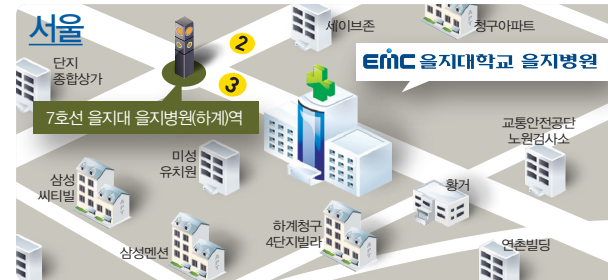 서울
세이브존
청구아파트
2
EMC 을지대학교 을지병원
단지
종합상가
3
7호선 을지대 을지병원(하계)역
교통안전공단
노원검사소
미성
유치원
삼성
씨티빌
황거
하계청구
4단지빌라
삼성멘션
연촌빌딩